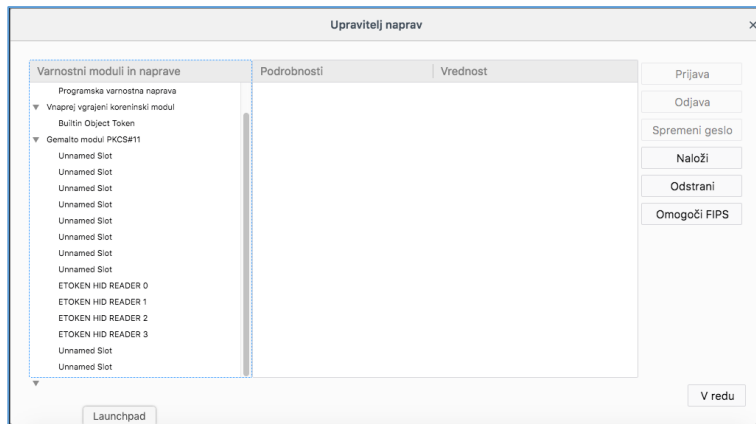 Upravitelj naprav
Varnostni moduli in naprave
Podrobnosti
Vrednost
Programska varnostna naprava
Vnaprej vgrajeni koreninski modul
Builtin Object Token
Gemalto modul PKCS#11
Unnamed Slot
Unnamed Slot
Unnamed Slot
Unnamed Slot
Unnamed Slot
Unnamed Slot
Unnamed Slot
Unnamed Slot
ETOKEN HID READER 0
ETOKEN HID READER 1
ETOKEN HID READER 2
ETOKEN HID READER 3
Unnamed Slot
Unnamed Slot
Prijava
Odjava
Spremeni geslo
Naloži
Odstrani
Omogoči FIPS
V redu
Launchpad